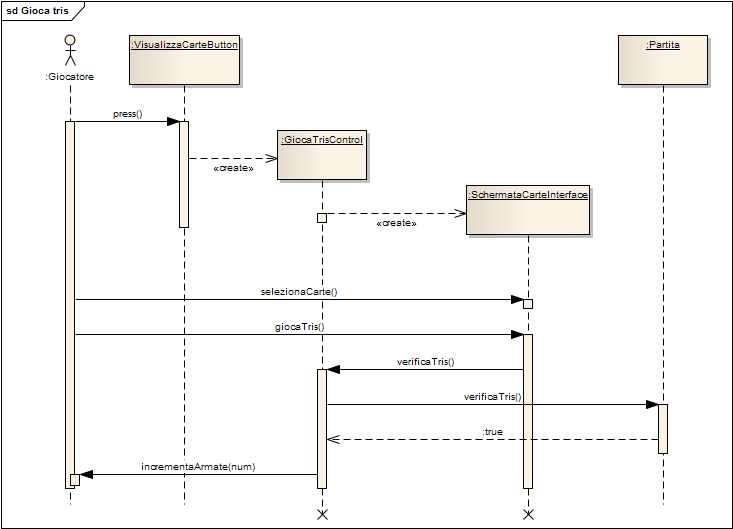 sd Gioca tris
:VisualizzaCarteButton
:Partita
:Giocatore
press()
:GiocaTrisControl
«create»
:SchermataCarteInterface
«create»
selezionaCarte()
giocaTris()
verificaTris()
verificaTris()
:true
incrementaArmate(num)